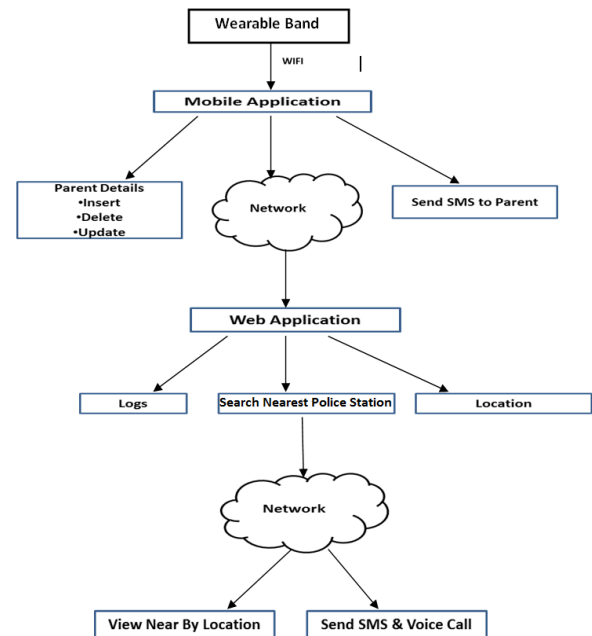 Wearable Band
WIFI
Mobile Application
Parent Details
•Insert
•Delete
•Update
Network
Send SMS to Parent
Web Application
Logs
Search Nearest Police Station
Location
Network
View Near By Location
Send SMS & Voice Call